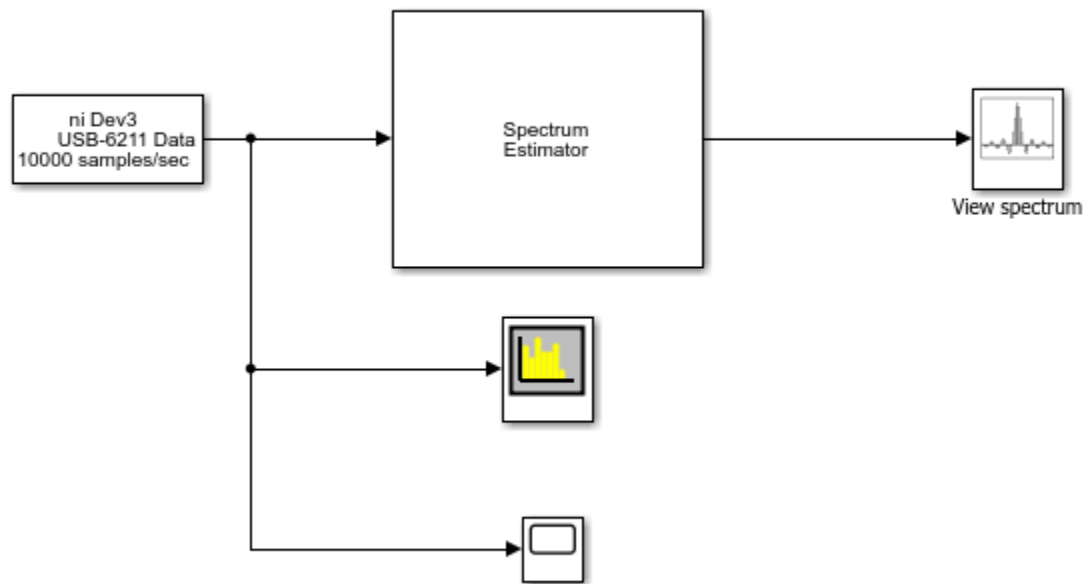 ni Dev3
USB-6211 Data
10000 samples/sec
Spectrum
Estimator
View spectrum